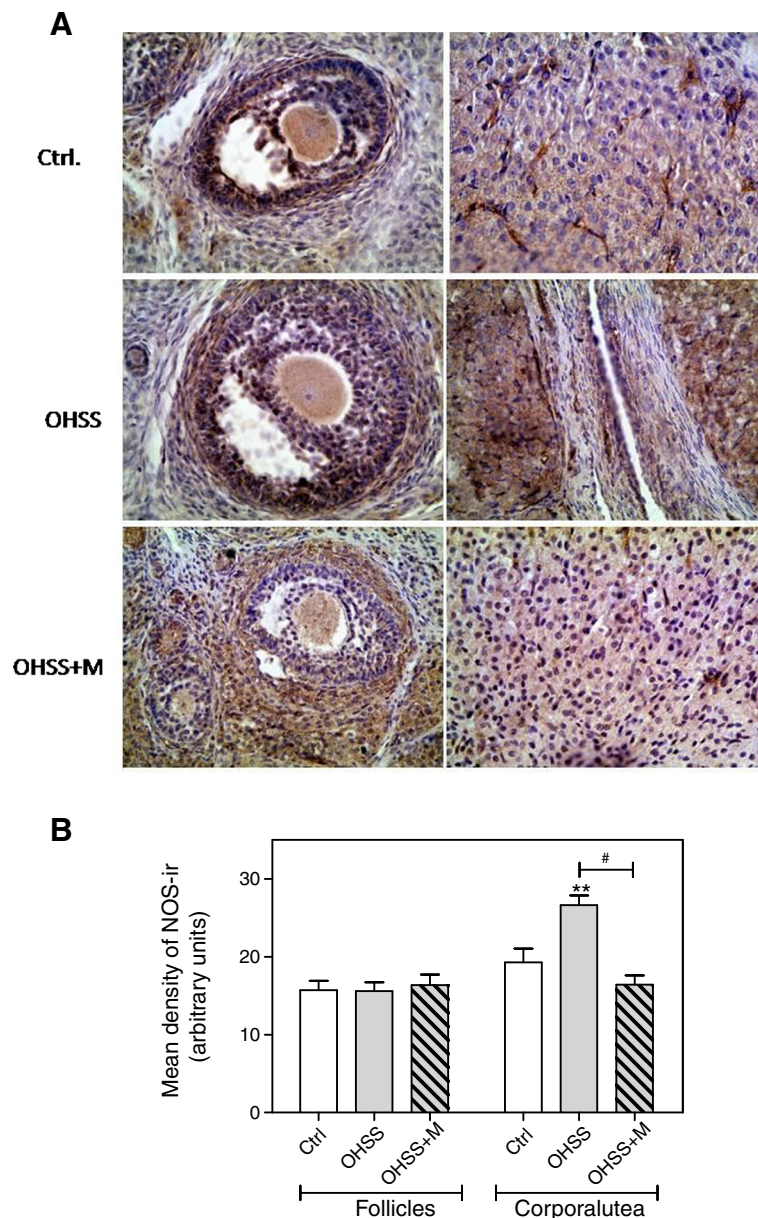 A
Ctrl.
OHSS
OHSS+M
B
Mean density of NOS-ir
(arbitrary units)
30
20
10
0
#
**
Ctrl
OHSS
OHSS+M
Ctrl
OHSS
OHSS+M
Follicles
Corporalutea